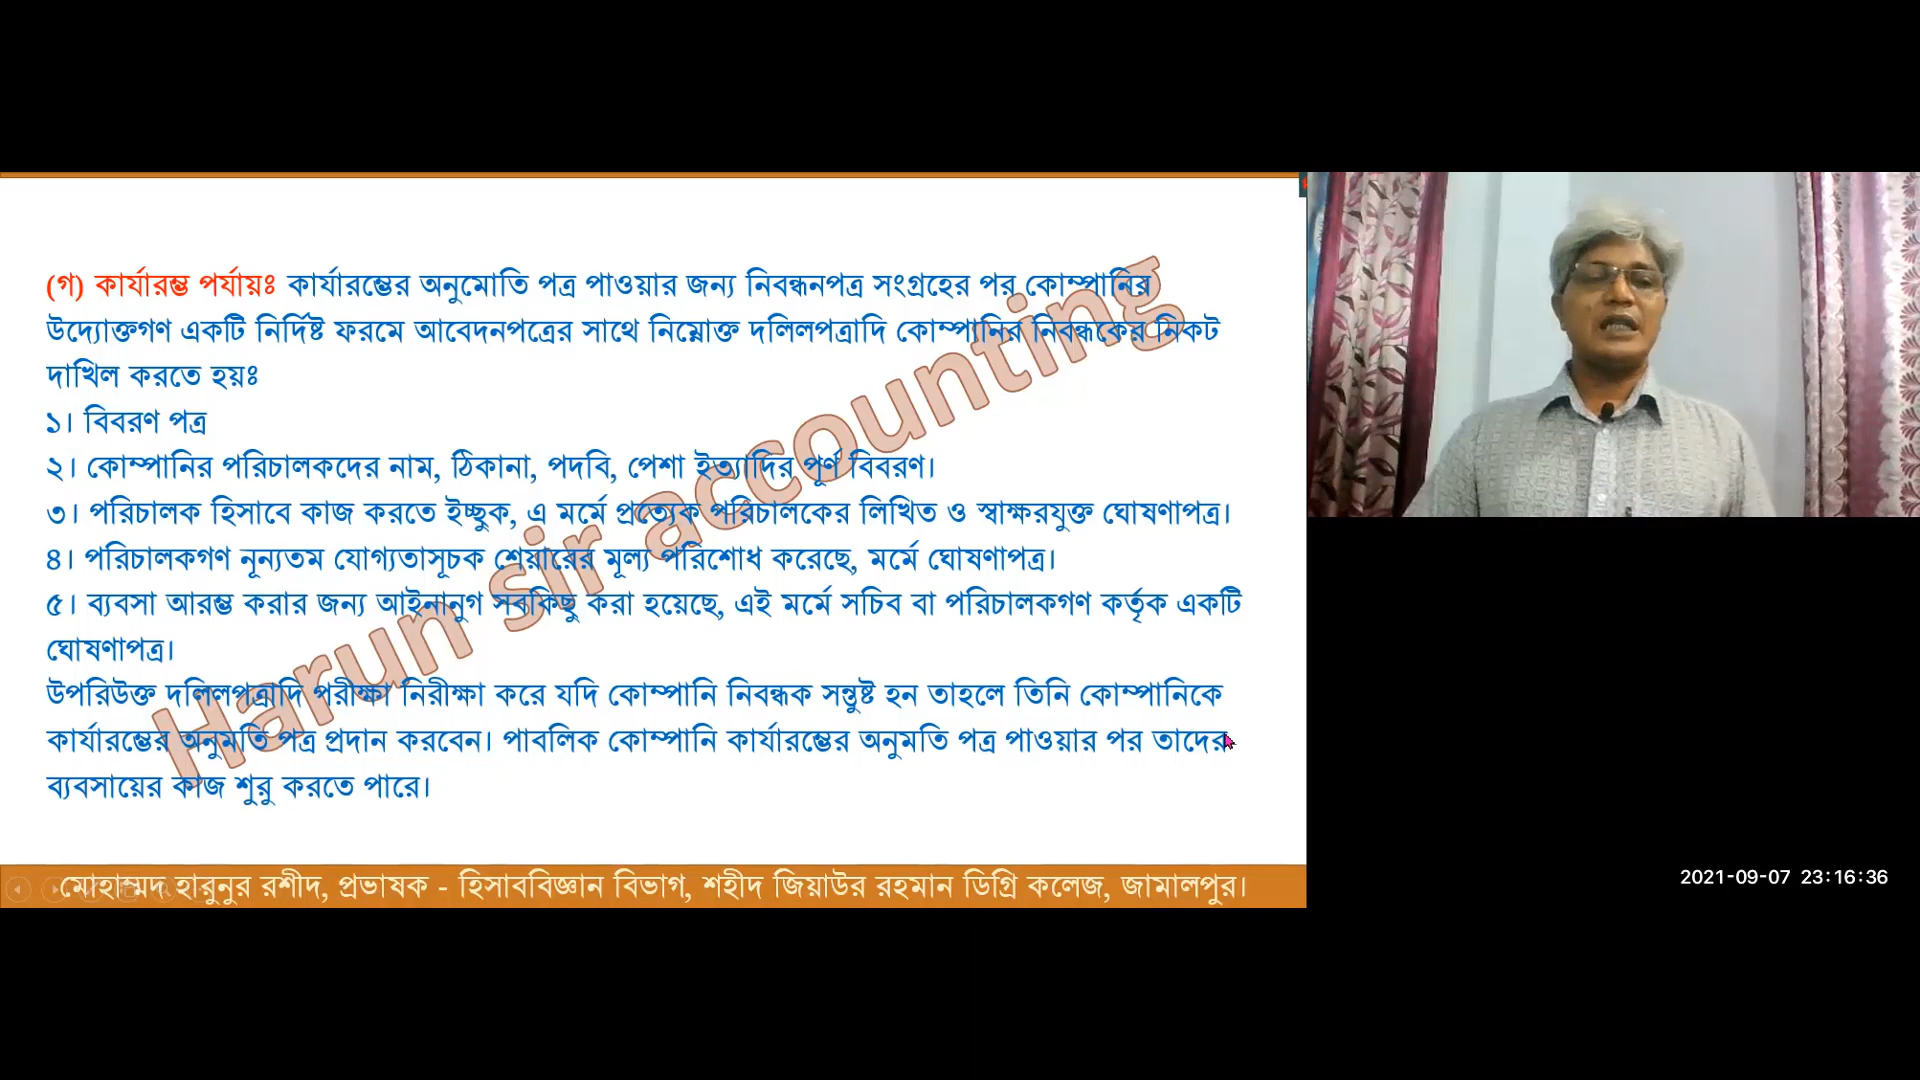 (গ) কার্যারম্ভ পর্যায়ঃ কার্যারম্ভের অনুমোতি পত্র পাওয়ার জন্য নিবন্ধনপত্র সংগ্রহের পর কোম্পানির
উদ্যোক্তগণ একটি নির্দিষ্ট ফরমে আবেদনপত্রের সাথে নিম্নোক্ত দলিলপত্রাদি কোম্পানির নিবন্ধকের নিকট
দাখিল করতে হয়ঃ
১। বিবরণ পত্র
২। কোম্পানির পরিচালকদের নাম, ঠিকানা, পদবি, পেশা ইত্যাদির পূর্ণ বিবরণ।
৩। পরিচালক হিসাবে কাজ করতে ইচ্ছুক, এ মর্মে প্রত্যেক পরিচালকের লিখিত ও স্বাক্ষরযুক্ত ঘোষণাপত্র।
৪। পরিচালকগণ নূন্যতম যোগ্যতাসূচক শেয়ারের মূল্য পরিশোধ করেছে, মর্মে ঘোষণাপত্র।
৫। ব্যবসা আরম্ভ করার জন্য আইনানুগ সবকিছু করা হয়েছে, এই মর্মে সচিব বা পরিচালকগণ কর্তৃক একটি
ঘোষণাপত্র।
উপরিউক্ত দলিলপত্রাদি পরীক্ষা নিরীক্ষা করে যদি কোম্পানি নিবন্ধক সন্তুষ্ট হন তাহলে তিনি কোম্পানিকে
কার্যারম্ভের অনুমতি পত্র প্রদান করবেন। পাবলিক কোম্পানি কার্যারম্ভের অনুমতি পত্র পাওয়ার পর তাদের
ব্যবসায়ের কাজ শুরু করতে পারে।
Harun sir accounting
মোহাম্মদ হারুনুর রশীদ, প্রভাষক - হিসাববিজ্ঞান বিভাগ, শহীদ জিয়াউর রহমান ডিগ্রি কলেজ, জামালপুর।
2021-09-07 23:16:36